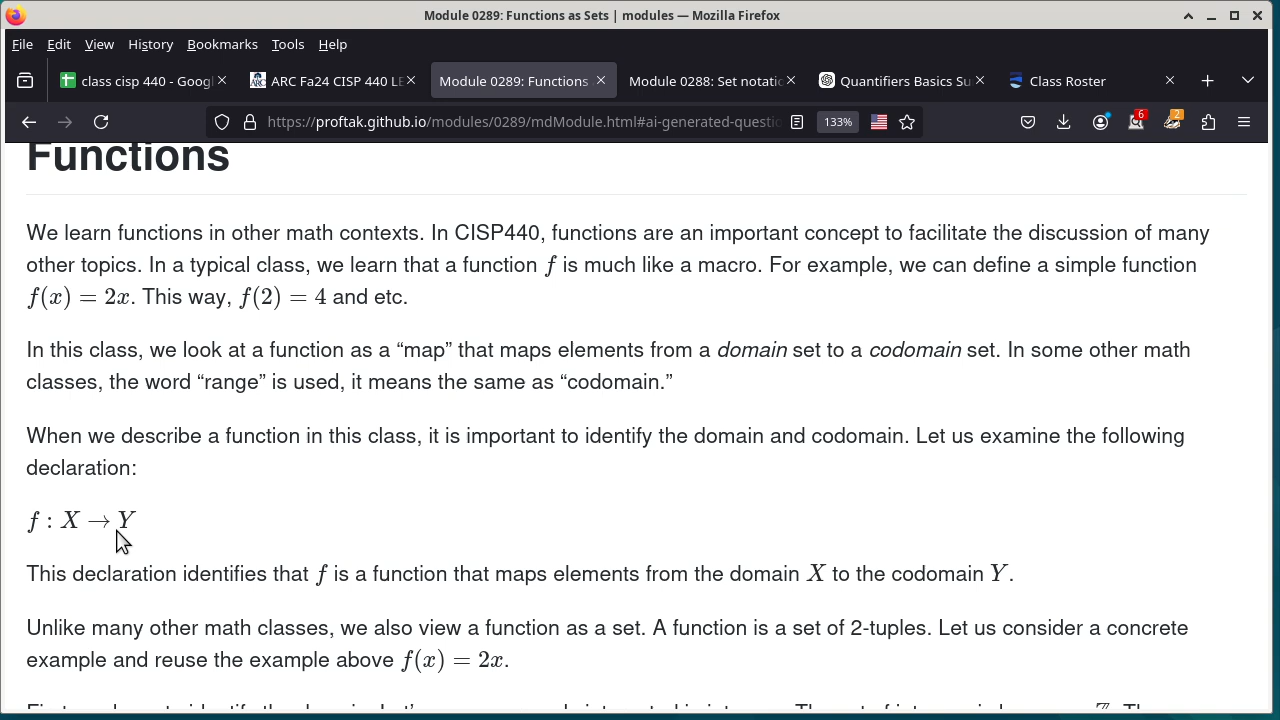 Module 0289: Functions as Sets | modules — Mozilla Firefox
File Edit View History Bookmarks Tools Help
class cisp 440 - Googl
ARC Fa24 CISP 440 LE
Module 0289: Functions
Module 0288: Set notatio
Quantifiers Basics Su
Class Roster
https://proftak.github.io/modules/0289/mdModule.html#ai-generated-questio
133%
6
2
Functions
We learn functions in other math contexts. In CISP440, functions are an important concept to facilitate the discussion of many
other topics. In a typical class, we learn that a function f is much like a macro. For example, we can define a simple function
f(x) = 2x. This way, f(2) = 4 and etc.
In this class, we look at a function as a “map” that maps elements from a domain set to a codomain set. In some other math
classes, the word “range” is used, it means the same as “codomain.”
When we describe a function in this class, it is important to identify the domain and codomain. Let us examine the following
declaration:
f : X → Y
This declaration identifies that f is a function that maps elements from the domain X to the codomain Y.
Unlike many other math classes, we also view a function as a set. A function is a set of 2-tuples. Let us consider a concrete
example and reuse the example above f(x) = 2x.